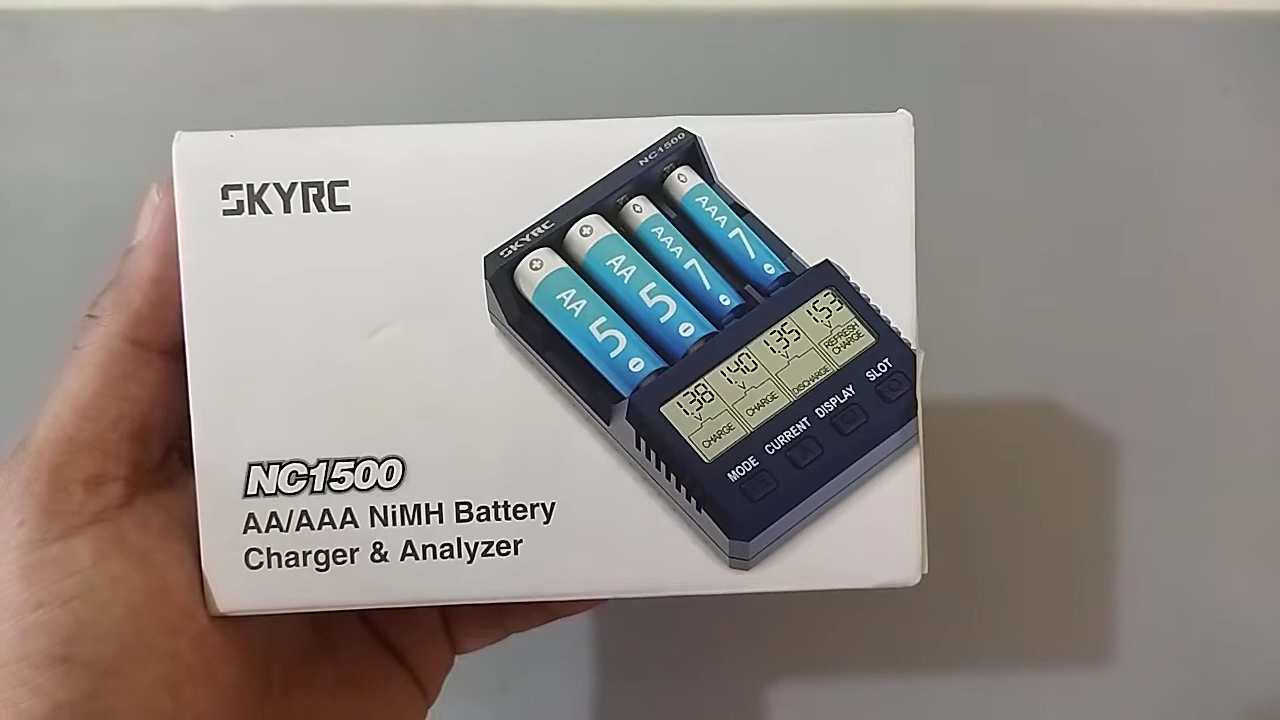 SKYRC
NC1500
AA/AAA NiMH Battery
Charger & Analyzer
SKYRC
NC1500
AA 5
AA 5
AAA 7
AAA 7
1.38 V
CHARGE
1.40 V
CHARGE
1.35 V
DISCHARGE
1.53 V
REFRESH
CHARGE
MODE CURRENT DISPLAY SLOT